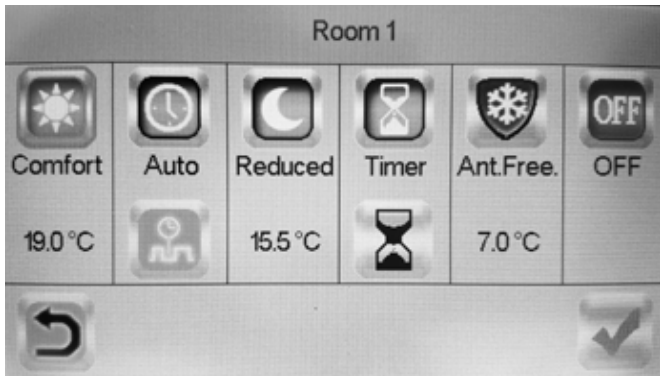 Room 1
OFF
Comfort Auto Reduced Timer Ant.Free. OFF
19.0 °C 15.5 °C 7.0 °C